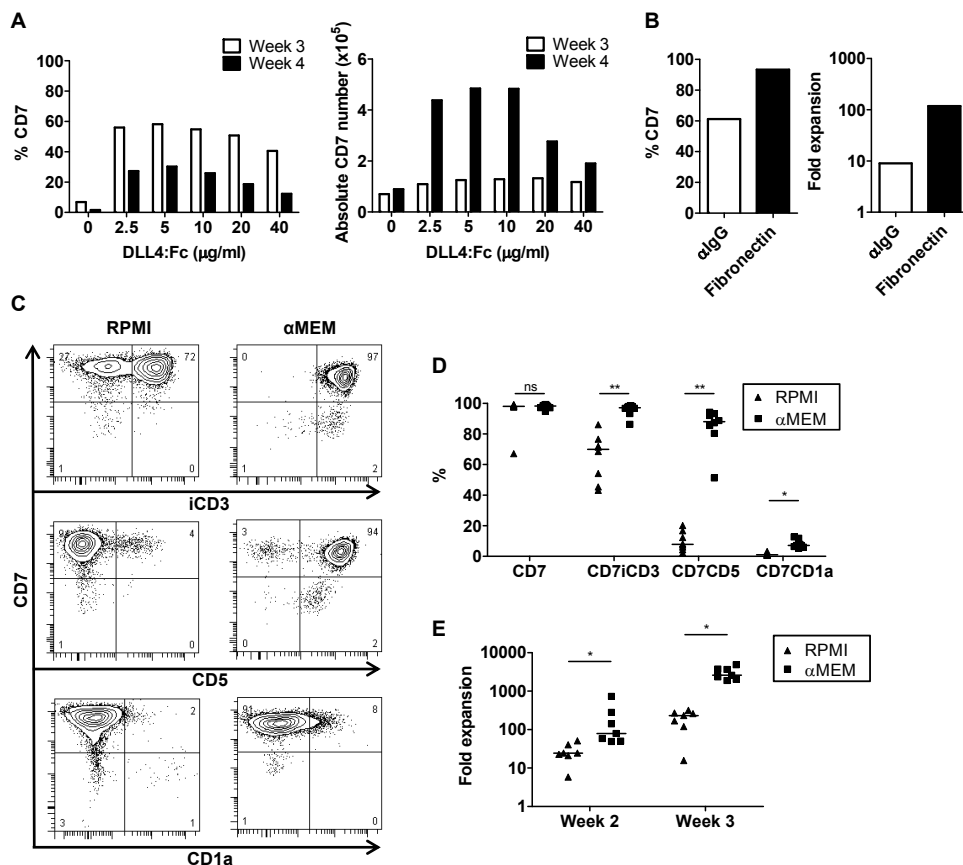 A
Week 3
Week 4
% CD7
100
80
60
40
20
0
0 2.5 5 10 20 40
DLL4:Fc (µg/ml)
Week 3
Week 4
Absolute CD7 number (x10⁵)
6
4
2
0
0 2.5 5 10 20 40
DLL4:Fc (µg/ml)
B
% CD7
100
80
60
40
20
0
αIgG
Fibronectin
Fold expansion
1000
100
10
1
αIgG
Fibronectin
C
RPMI αMEM
27 72
1 0
0 97
1 2
iCD3
4
1 0
3 94
0 2
CD5
2
3 1
91 8
1 0
CD1a
CD7
D
RPMI
αMEM
ns ** ** *
%
100
80
60
40
20
0
CD7 CD7iCD3 CD7CD5 CD7CD1a
E
RPMI
αMEM
* *
Fold expansion
10000
1000
100
10
1
Week 2 Week 3